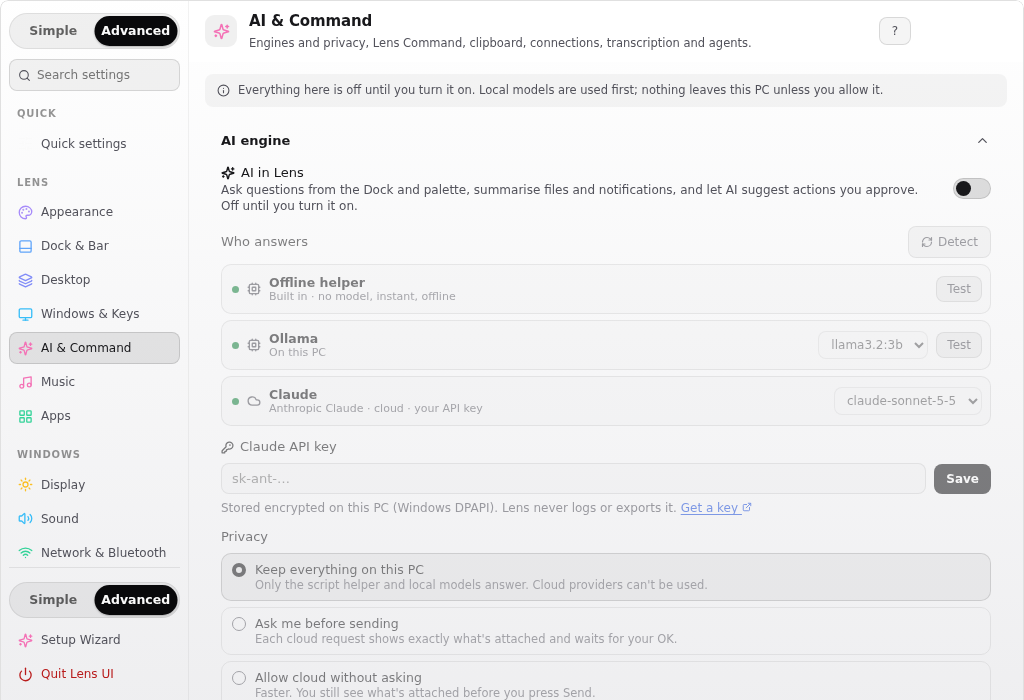 Simple Advanced
Search settings
QUICK
Quick settings
LENS
Appearance
Dock & Bar
Desktop
Windows & Keys
AI & Command
Music
Apps
WINDOWS
Display
Sound
Network & Bluetooth
Simple Advanced
Setup Wizard
Quit Lens UI
AI & Command
Engines and privacy, Lens Command, clipboard, connections, transcription and agents.
?
Everything here is off until you turn it on. Local models are used first; nothing leaves this PC unless you allow it.
AI engine
AI in Lens
Ask questions from the Dock and palette, summarise files and notifications, and let AI suggest actions you approve.
Off until you turn it on.
Who answers
Detect
Offline helper
Built in · no model, instant, offline
Test
Ollama
On this PC
llama3.2:3b
Test
Claude
Anthropic Claude · cloud · your API key
claude-sonnet-5-5
Claude API key
sk-ant-...
Save
Stored encrypted on this PC (Windows DPAPI). Lens never logs or exports it. Get a key
Privacy
Keep everything on this PC
Only the script helper and local models answer. Cloud providers can't be used.
Ask me before sending
Each cloud request shows exactly what's attached and waits for your OK.
Allow cloud without asking
Faster. You still see what's attached before you press Send.